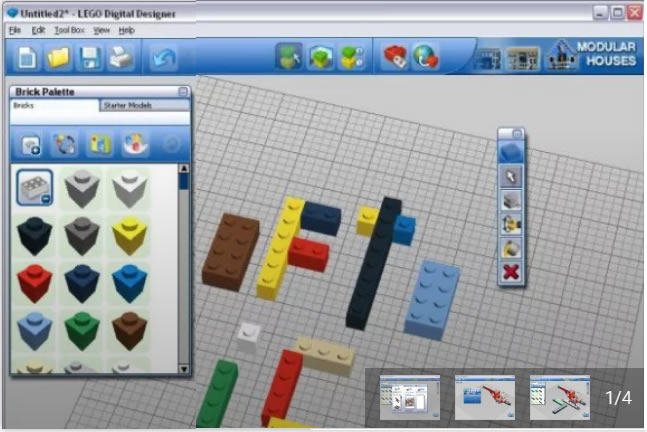 Untitled2* - LEGO Digital Designer
File Edit Tool Box View Help
MODULAR
HOUSES
Brick Palette
Bricks Starter Models
1/4